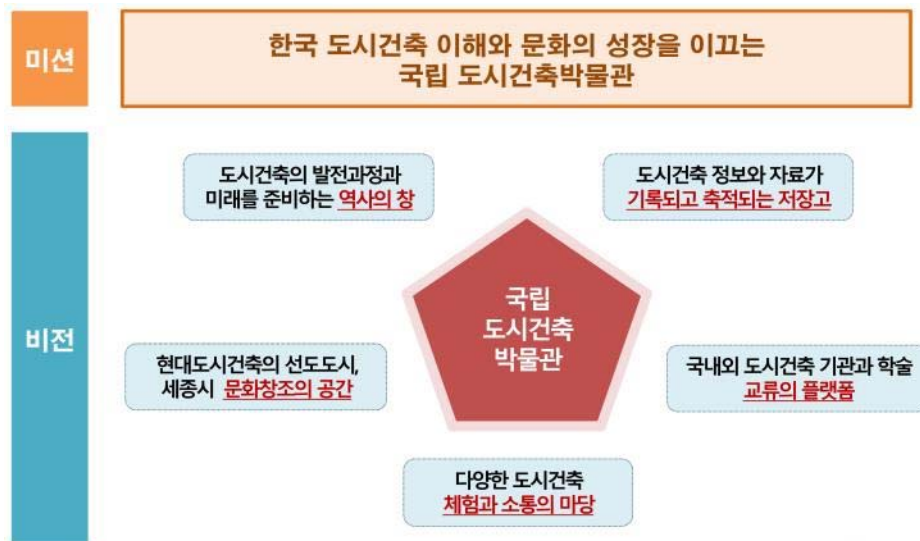 미션
한국 도시건축 이해와 문화의 성장을 이끄는
국립 도시건축박물관
비전
도시건축의 발전과정과
미래를 준비하는 역사의 창
도시건축 정보와 자료가
기록되고 축적되는 저장고
국립
도시건축
박물관
현대도시건축의 선도도시,
세종시 문화창조의 공간
국내외 도시건축 기관과 학술
교류의 플랫폼
다양한 도시건축
체험과 소통의 마당